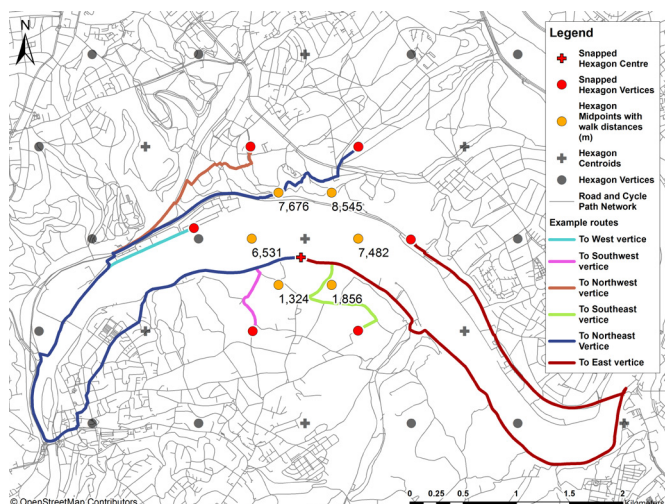 N
Legend
Snapped
Hexagon Centre
Snapped
Hexagon Vertices
Hexagon
Midpoints with
walk distances
(m)
Hexagon
Centroids
Hexagon Vertices
Road and Cycle
Path Network
Example routes
To West vertice
To Southwest
vertice
To Northwest
vertice
To Southeast
vertice
To Northeast
Vertice
To East vertice
7,676
8,545
6,531
7,482
1,324
1,856
0 0.25 0.5 1 1.5 2
Kilometers
© OpenStreetMap Contributors